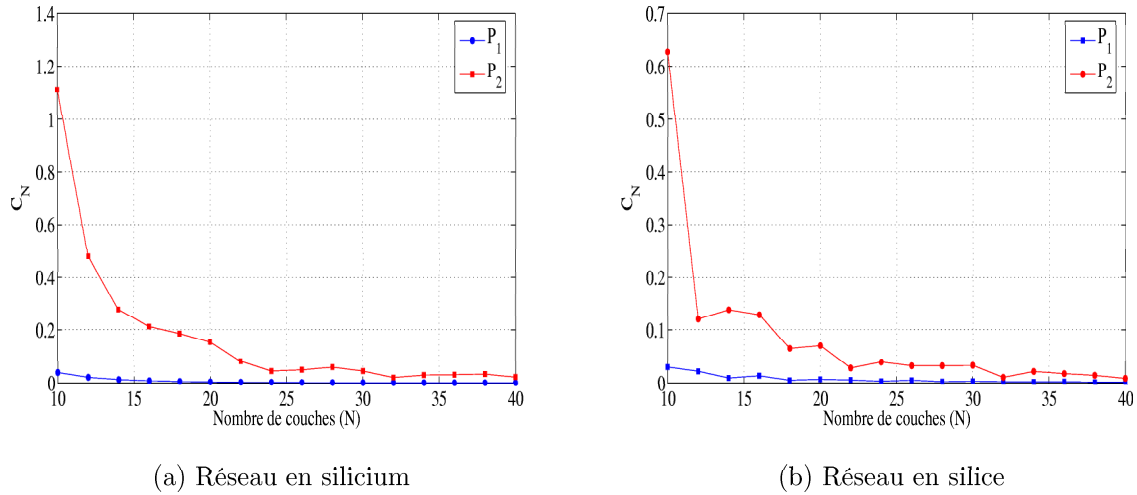 1.4
1.2
1
0.8
0.6
0.4
0.2
0
C_N
10 15 20 25 30 35 40
Nombre de couches (N)
P_1
P_2
(a) Réseau en silicium
0.7
0.6
0.5
0.4
0.3
0.2
0.1
0
C_N
10 15 20 25 30 35 40
Nombre de couches (N)
P_1
P_2
(b) Réseau en silice